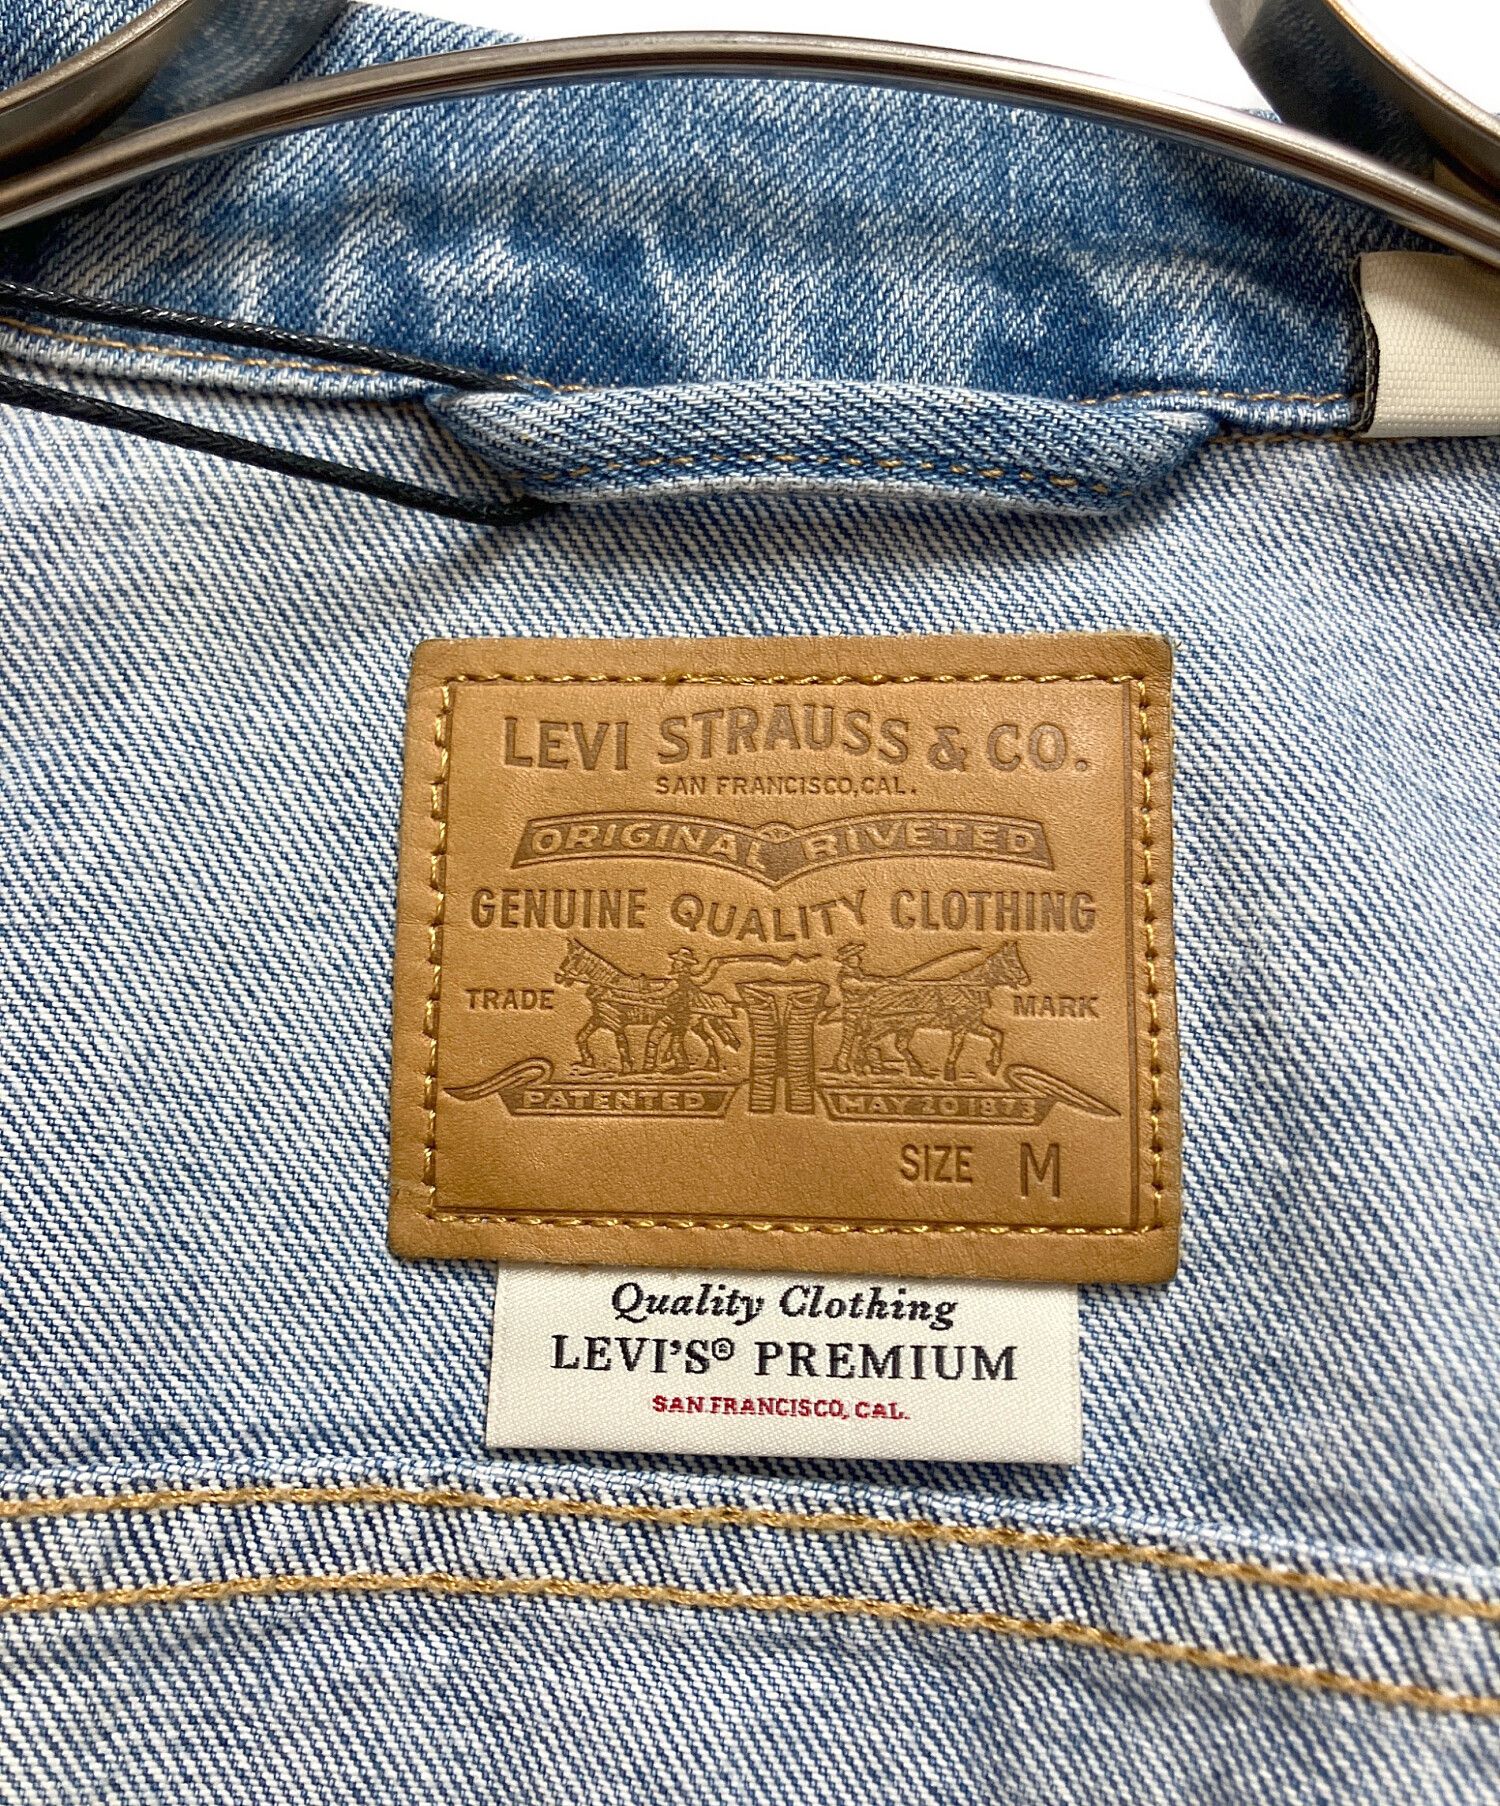 LEVI STRAUSS & CO.
SAN FRANCISCO, CAL.
ORIGINAL RIVETED
GENUINE QUALITY CLOTHING
TRADE MARK
PATENTED MAY 20 1873
SIZE M
Quality Clothing
LEVI'S® PREMIUM
SAN FRANCISCO, CAL.